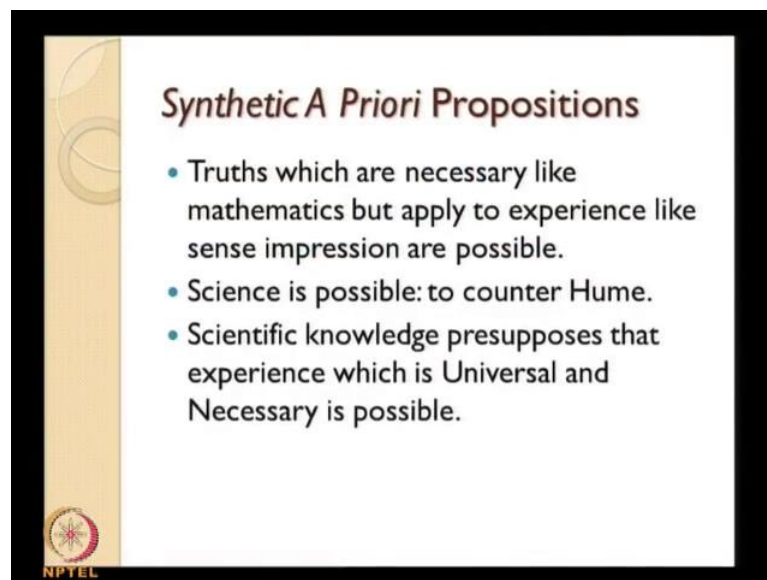 Synthetic A Priori Propositions
• Truths which are necessary like
mathematics but apply to experience like
sense impression are possible.
• Science is possible: to counter Hume.
• Scientific knowledge presupposes that
experience which is Universal and
Necessary is possible.
NPTEL